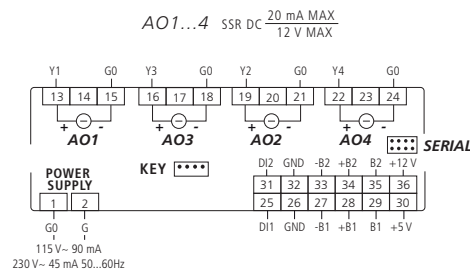 AO1...4 SSR DC 20 mA MAX
12 V MAX
Y1 G0 Y3 G0 Y2 G0 Y4 G0
13 14 15 16 17 18 19 20 21 22 23 24
+ - + - + - + -
AO1 AO3 AO2 AO4
SERIAL
KEY
DI2 GND -B2 +B2 B2 +12 V
POWER
SUPPLY
31 32 33 34 35 36
1 2 25 26 27 28 29 30
G0 G DI1 GND -B1 +B1 B1 +5 V
115 V~ 90 mA
230 V~ 45 mA 50...60Hz